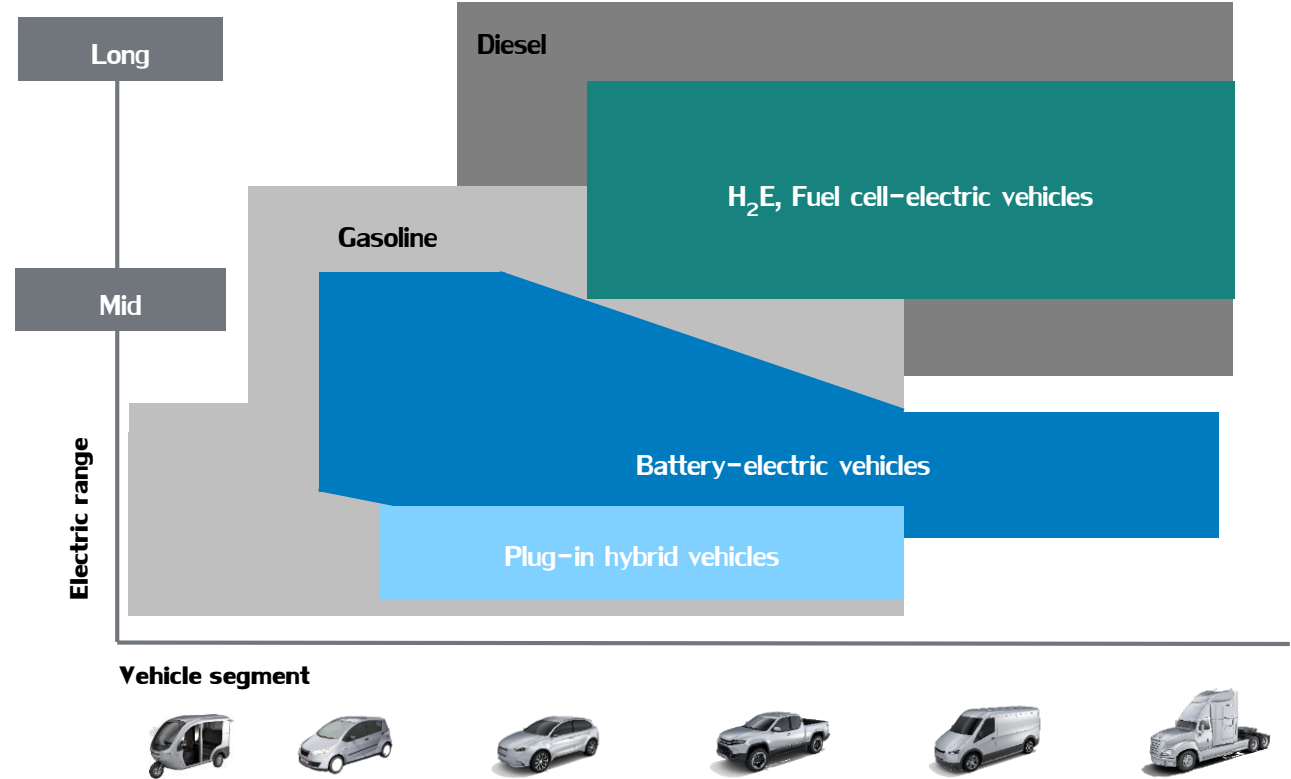 Long
Diesel
H₂E, Fuel cell-electric vehicles
Gasoline
Mid
Battery-electric vehicles
Electric range
Plug-in hybrid vehicles
Vehicle segment